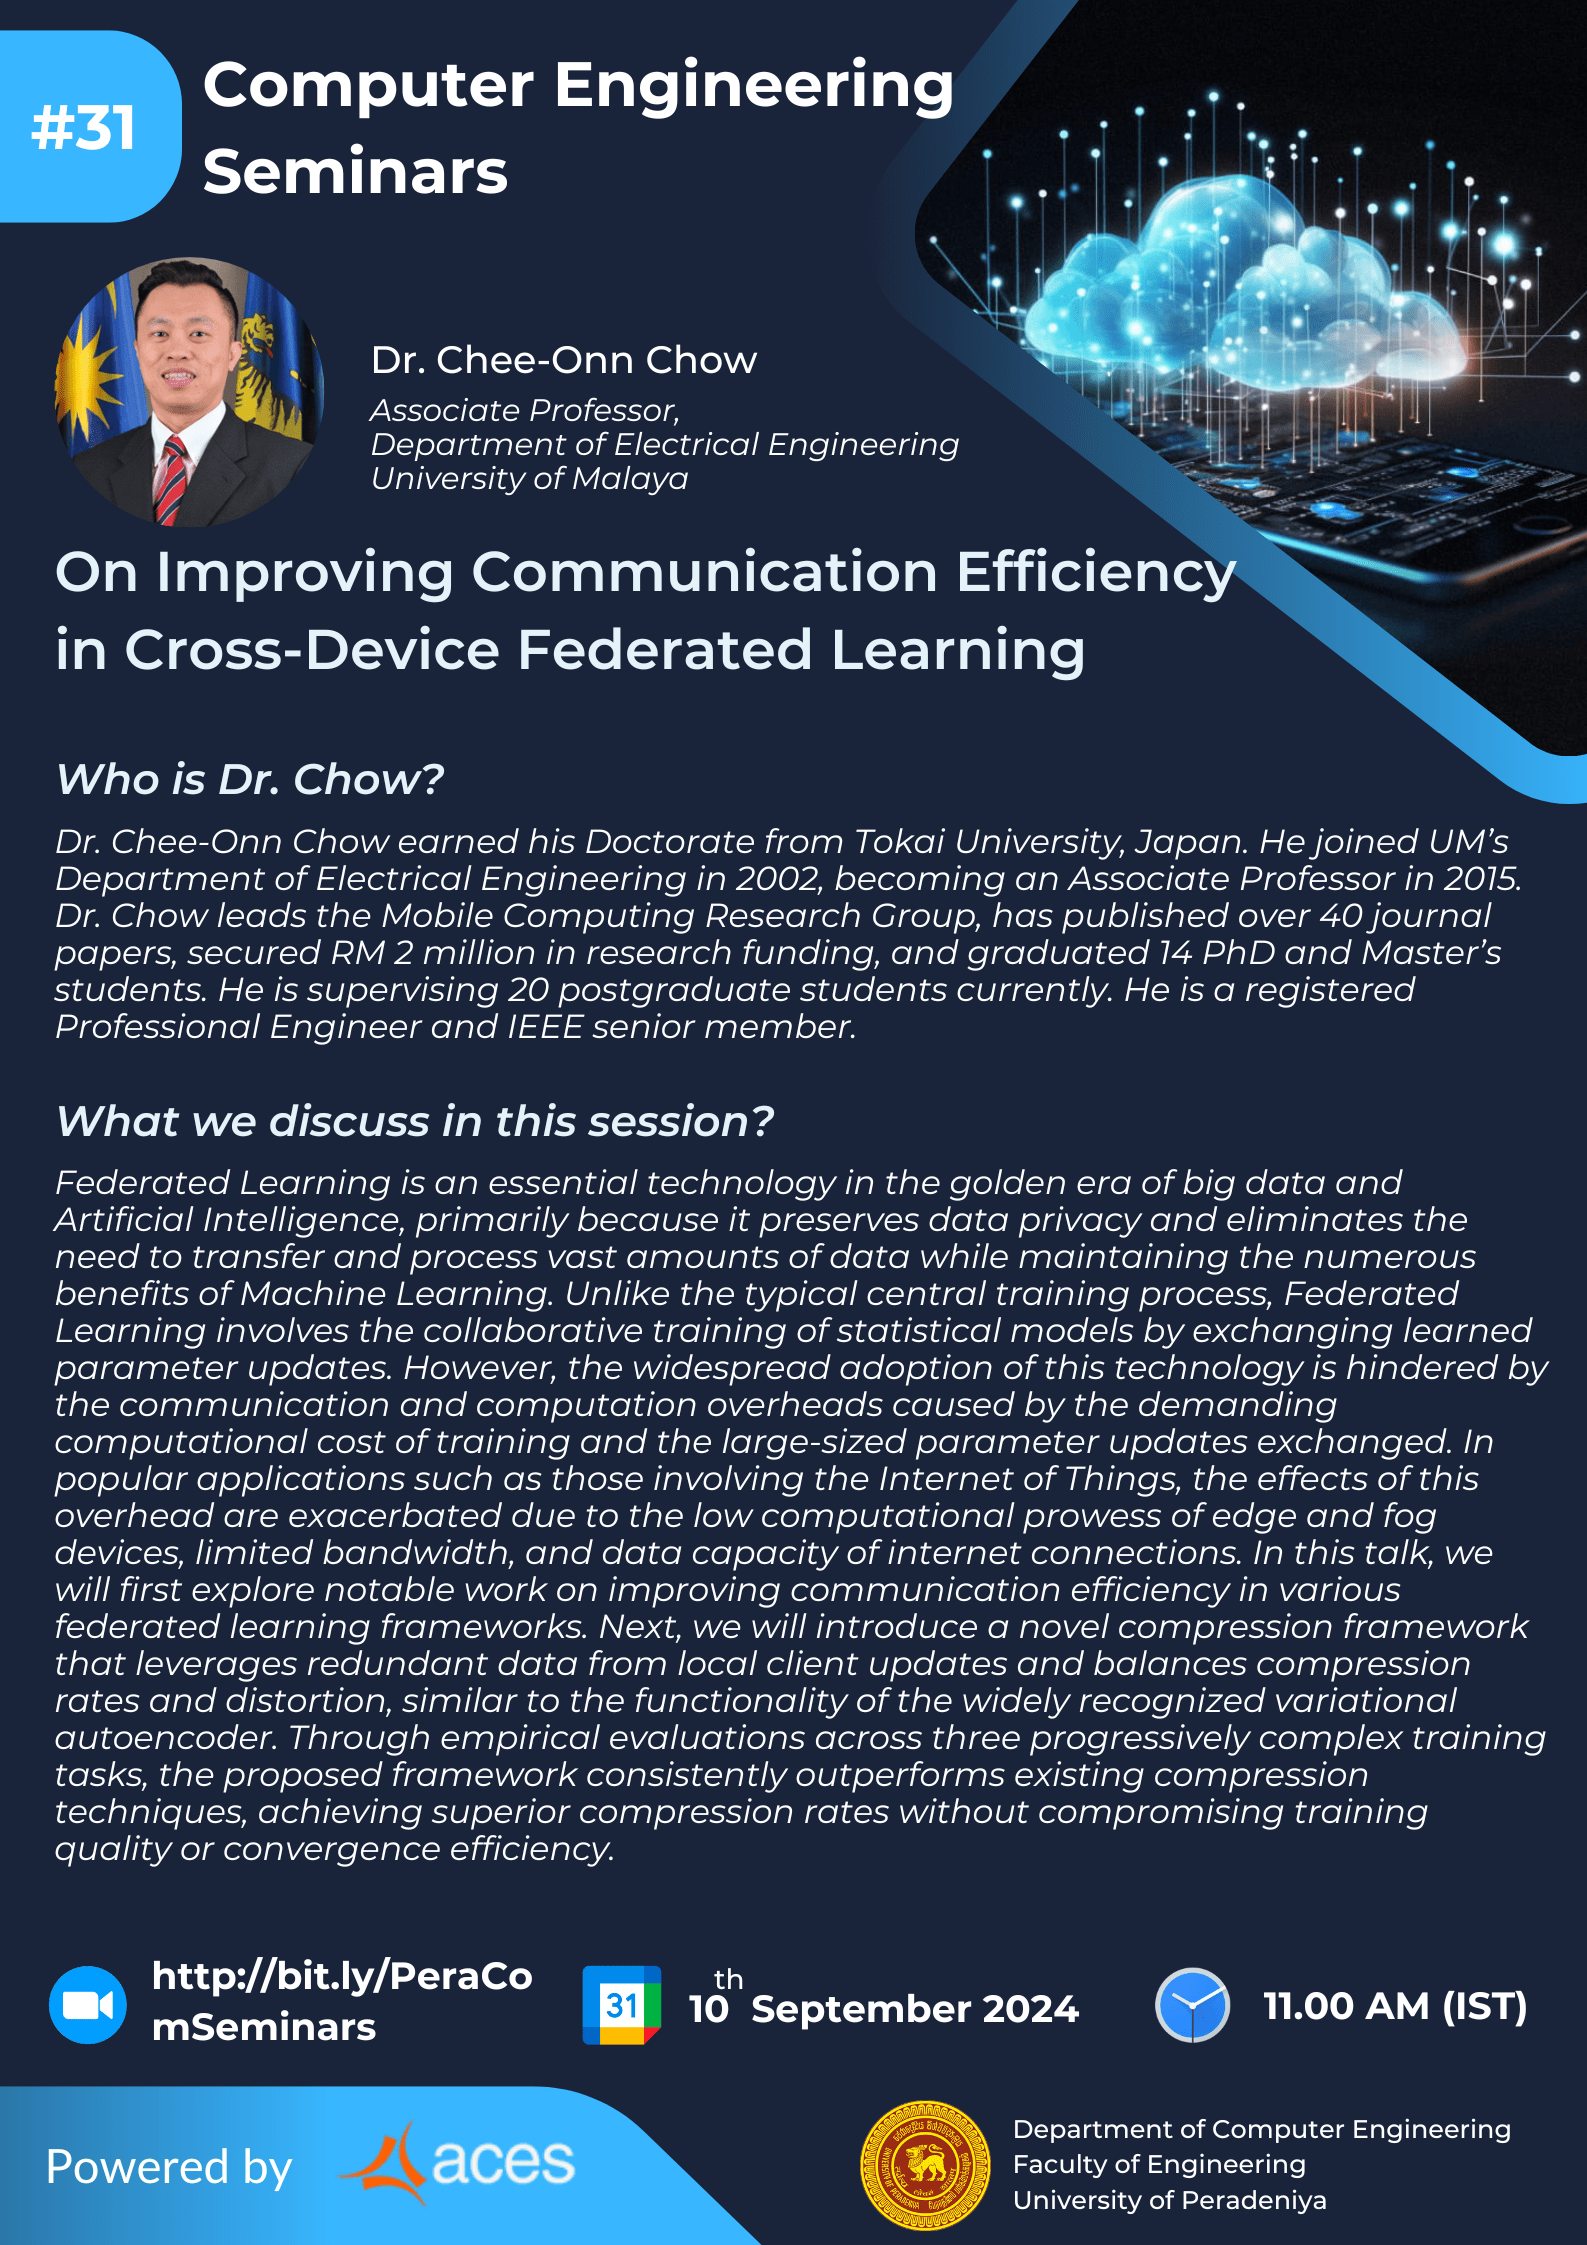 #31
Computer Engineering
Seminars
Dr. Chee-Onn Chow
Associate Professor,
Department of Electrical Engineering
University of Malaya
On Improving Communication Efficiency
in Cross-Device Federated Learning
Who is Dr. Chow?
Dr. Chee-Onn Chow earned his Doctorate from Tokai University, Japan. He joined UM’s
Department of Electrical Engineering in 2002, becoming an Associate Professor in 2015.
Dr. Chow leads the Mobile Computing Research Group, has published over 40 journal
papers, secured RM 2 million in research funding, and graduated 14 PhD and Master’s
students. He is supervising 20 postgraduate students currently. He is a registered
Professional Engineer and IEEE senior member.
What we discuss in this session?
Federated Learning is an essential technology in the golden era of big data and
Artificial Intelligence, primarily because it preserves data privacy and eliminates the
need to transfer and process vast amounts of data while maintaining the numerous
benefits of Machine Learning. Unlike the typical central training process, Federated
Learning involves the collaborative training of statistical models by exchanging learned
parameter updates. However, the widespread adoption of this technology is hindered by
the communication and computation overheads caused by the demanding
computational cost of training and the large-sized parameter updates exchanged. In
popular applications such as those involving the Internet of Things, the effects of this
overhead are exacerbated due to the low computational prowess of edge and fog
devices, limited bandwidth, and data capacity of internet connections. In this talk, we
will first explore notable work on improving communication efficiency in various
federated learning frameworks. Next, we will introduce a novel compression framework
that leverages redundant data from local client updates and balances compression
rates and distortion, similar to the functionality of the widely recognized variational
autoencoder. Through empirical evaluations across three progressively complex training
tasks, the proposed framework consistently outperforms existing compression
techniques, achieving superior compression rates without compromising training
quality or convergence efficiency.
http://bit.ly/PeraCo
mSeminars
31
10th September 2024
11.00 AM (IST)
Powered by
aces
UNIVERSITY OF PERADENIYA
Department of Computer Engineering
Faculty of Engineering
University of Peradeniya